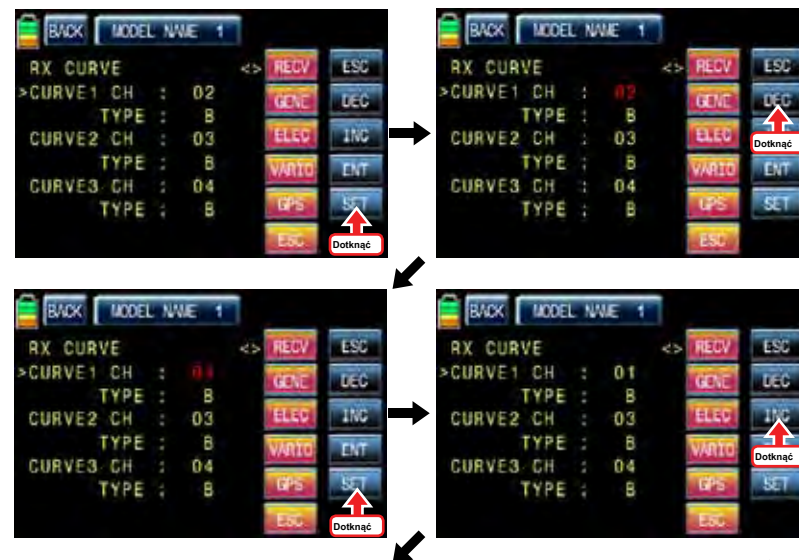 BACK MODEL NAME 1
RX CURVE <> RECV ESC
>CURVE1 CH : 02 GENE DEC
TYPE : B
CURVE2 CH : 03 ELEC INC
TYPE : B VARIO ENT
CURVE3 CH : 04
TYPE : B GPS SET
ESC Dotknąć
BACK MODEL NAME 1
RX CURVE <> RECV ESC
>CURVE1 CH : 02 GENE DEC
TYPE : B
CURVE2 CH : 03 ELEC Dotknąć
TYPE : B VARIO ENT
CURVE3 CH : 04
TYPE : B GPS SET
ESC
BACK MODEL NAME 1
RX CURVE <> RECV ESC
>CURVE1 CH : 01 GENE DEC
TYPE : B
CURVE2 CH : 03 ELEC INC
TYPE : B VARIO ENT
CURVE3 CH : 04
TYPE : B GPS SET
ESC Dotknąć
BACK MODEL NAME 1
RX CURVE <> RECV ESC
>CURVE1 CH : 01 GENE DEC
TYPE : B
CURVE2 CH : 03 ELEC INC
TYPE : B VARIO Dotknąć
CURVE3 CH : 04
TYPE : B GPS SET
ESC